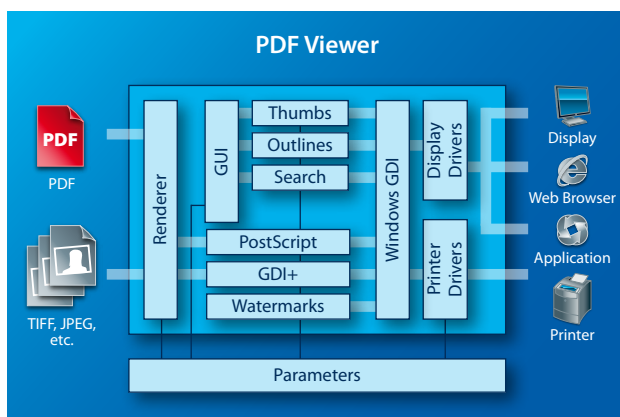 PDF Viewer
PDF
PDF
TIFF, JPEG,
etc.
Renderer
GUI
Thumbs
Outlines
Search
PostScript
GDI+
Watermarks
Windows GDI
Display
Drivers
Printer
Drivers
Display
Web Browser
Application
Printer
Parameters